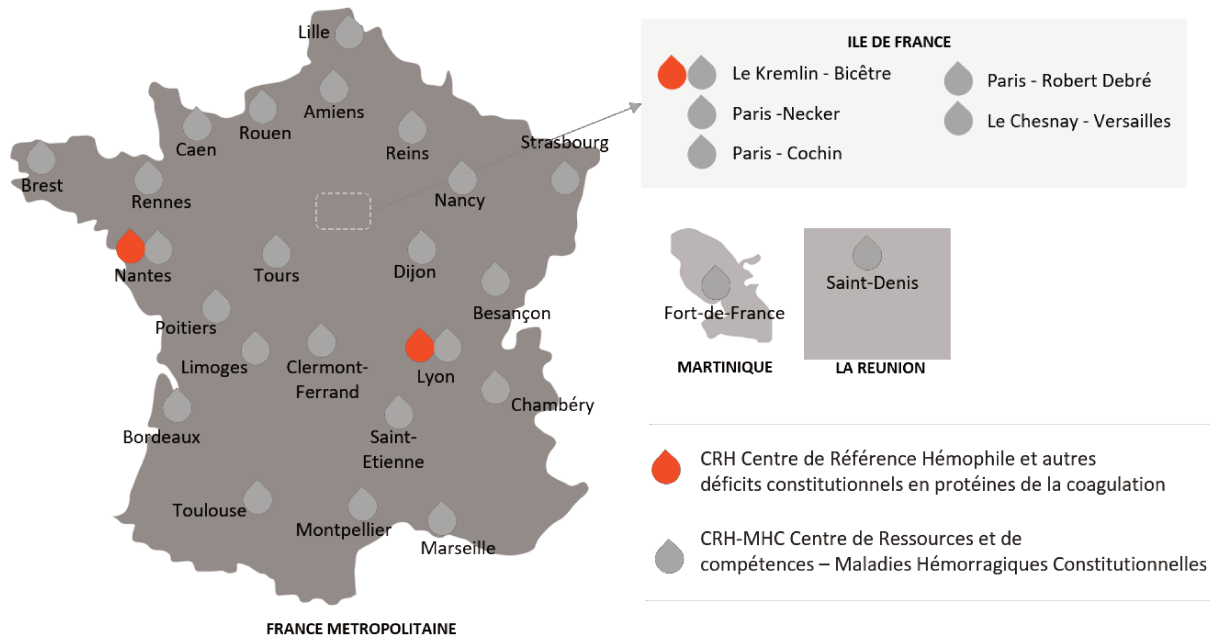 Lille
Amiens
Rouen
Caen
Reins
Strasbourg
Brest
Rennes
Nancy
Nantes
Tours
Dijon
Besançon
Poitiers
Limoges
Clermont-
Ferrand
Lyon
Chambéry
Bordeaux
Saint-
Etienne
Toulouse
Montpellier
Marseille
FRANCE METROPOLITAINE
ILE DE FRANCE
Le Kremlin - Bicêtre
Paris -Necker
Paris - Cochin
Paris - Robert Debré
Le Chesnay - Versailles
Fort-de-France
MARTINIQUE
Saint-Denis
LA REUNION
CRH Centre de Référence Hémophile et autres
déficits constitutionnels en protéines de la coagulation
CRH-MHC Centre de Ressources et de
compétences – Maladies Hémorragiques Constitutionnelles